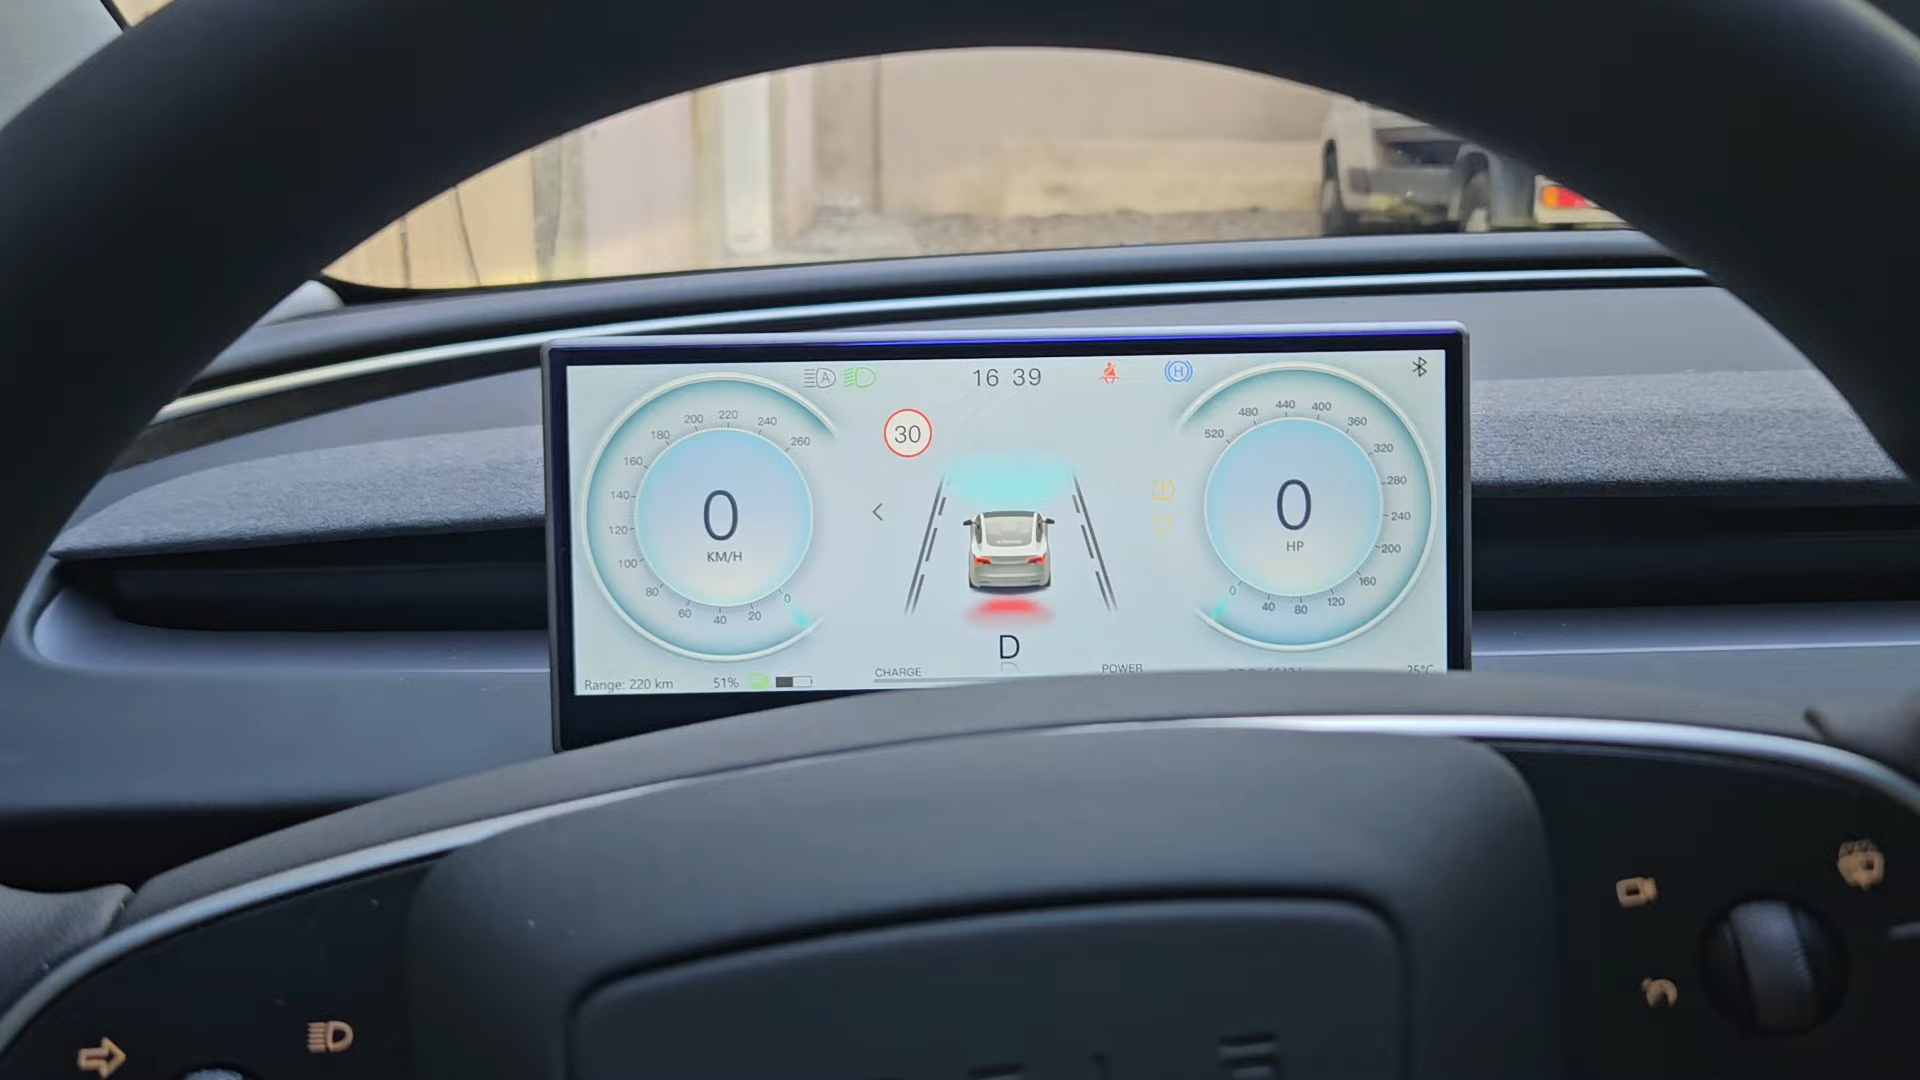 A
16 39
H
30
200 220 240
180 260
160
140
120
100
80
60 40 20 0
0
KM/H
480 440 400
520 360
320
280
240
200
160
0 40 80 120
0
HP
D
CHARGE
POWER
Range: 220 km
51%
25°C